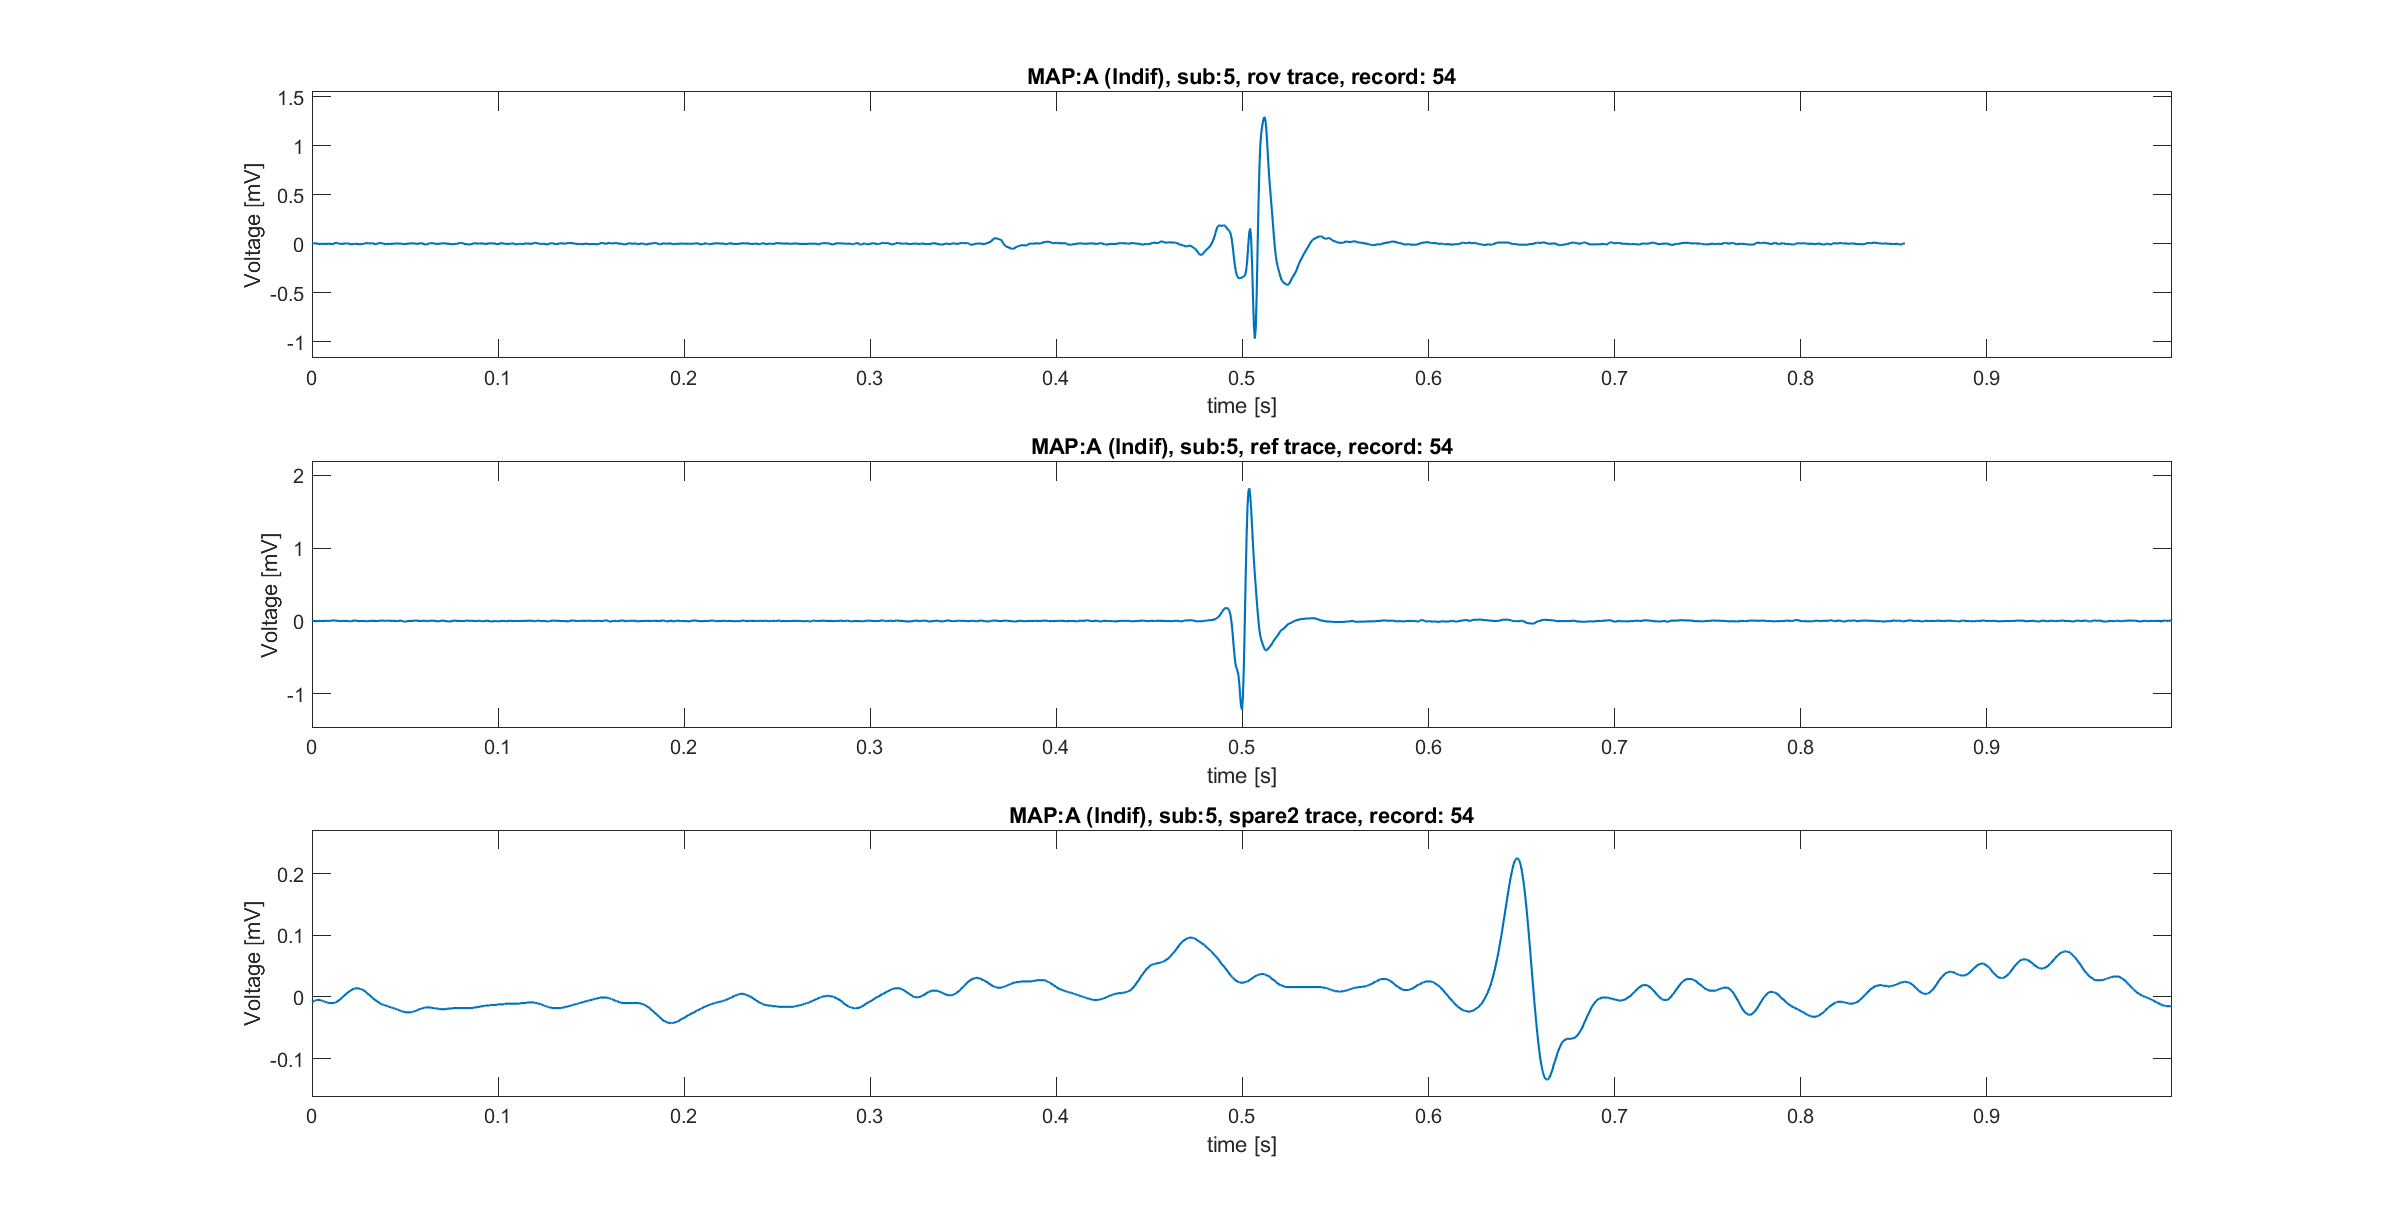 MAP:A (Indif), sub:5, rov trace, record: 54
1.5
1
0.5
0
-0.5
-1
Voltage [mV]
0 0.1 0.2 0.3 0.4 0.5 0.6 0.7 0.8 0.9
time [s]
MAP:A (Indif), sub:5, ref trace, record: 54
2
1
0
-1
Voltage [mV]
0 0.1 0.2 0.3 0.4 0.5 0.6 0.7 0.8 0.9
time [s]
MAP:A (Indif), sub:5, spare2 trace, record: 54
0.2
0.1
0
-0.1
Voltage [mV]
0 0.1 0.2 0.3 0.4 0.5 0.6 0.7 0.8 0.9
time [s]